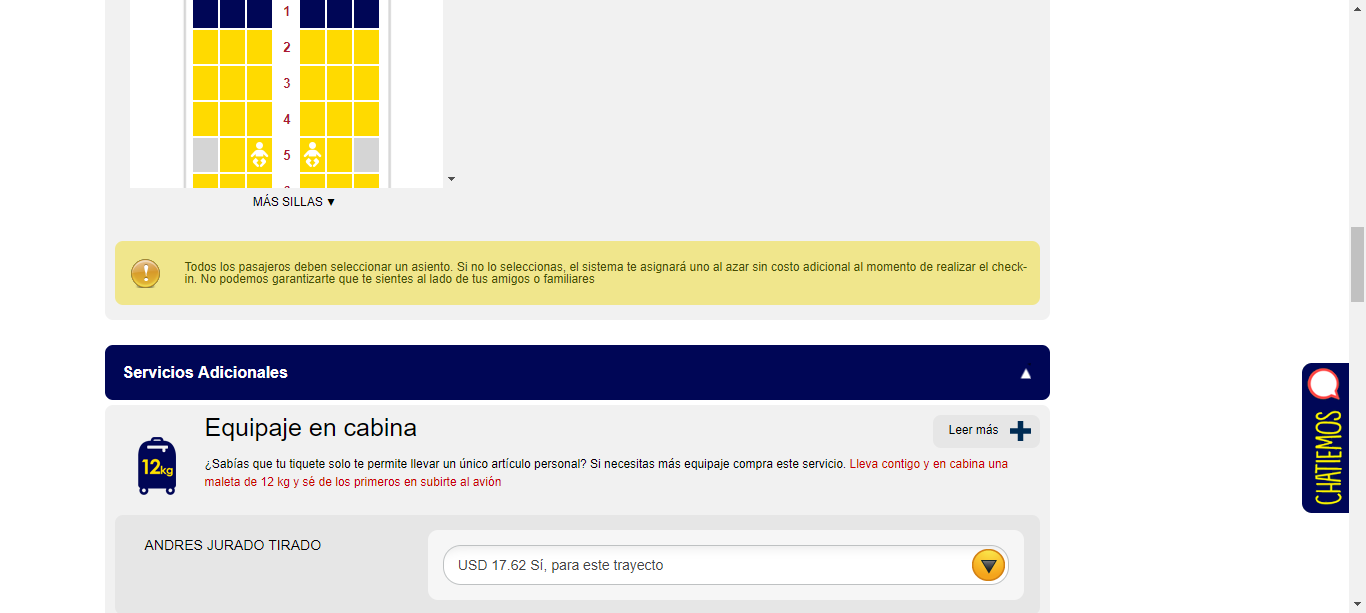 1
2
3
4
5
MÁS SILLAS ▼
Todos los pasajeros deben seleccionar un asiento. Si no lo seleccionas, el sistema te asignará uno al azar sin costo adicional al momento de realizar el check-
in. No podemos garantizarte que te sientes al lado de tus amigos o familiares
Servicios Adicionales
Equipaje en cabina
Leer más
12kg
¿Sabías que tu tiquete solo te permite llevar un único artículo personal? Si necesitas más equipaje compra este servicio. Lleva contigo y en cabina una
maleta de 12 kg y sé de los primeros en subirte al avión
ANDRES JURADO TIRADO
USD 17.62 Sí, para este trayecto
CHATIEMOS